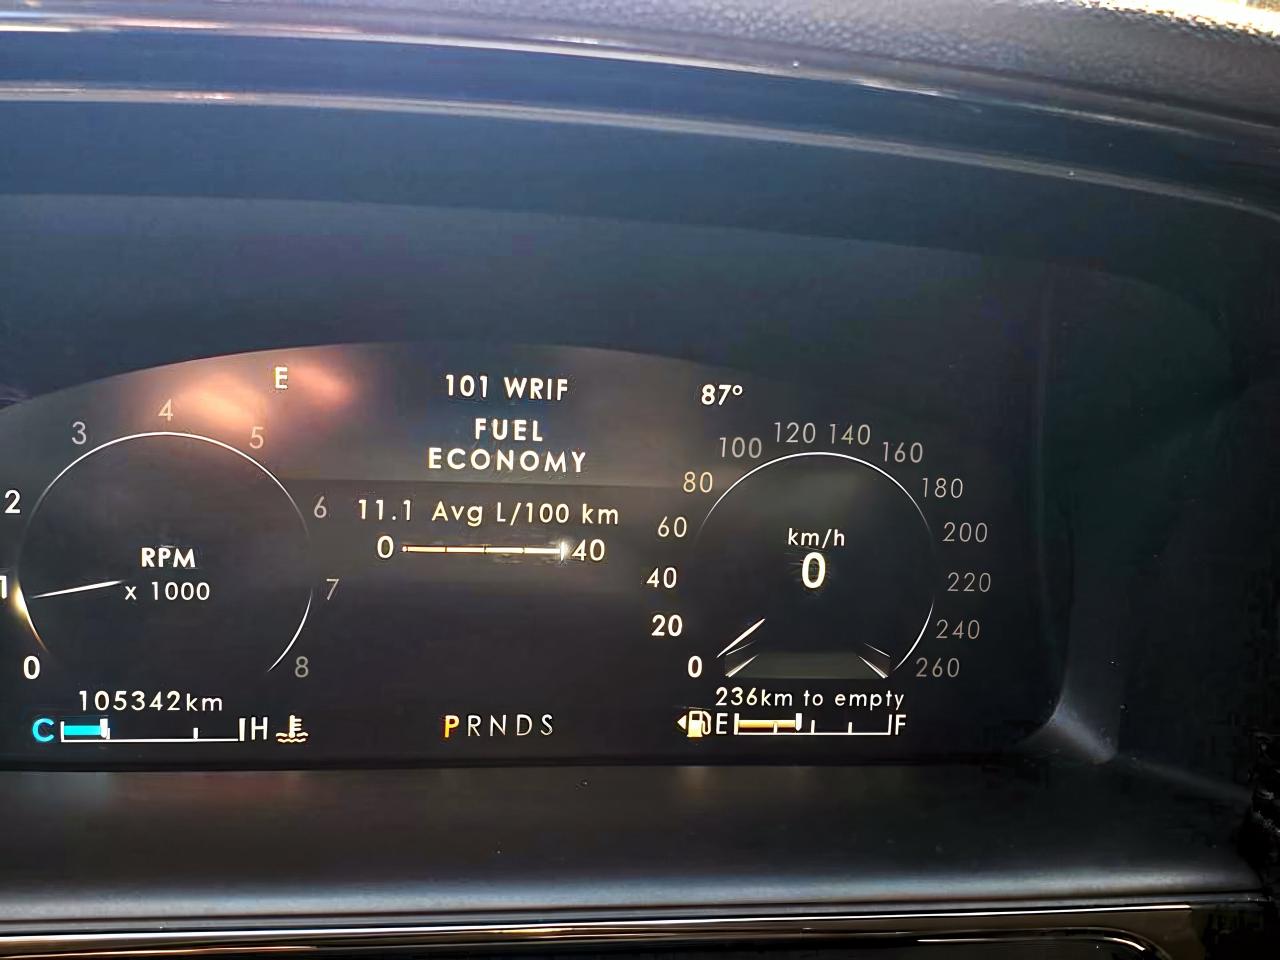 E
101 WRIF
87°
FUEL
ECONOMY
11.1 Avg L/100 km
0 40
0 1 2 3 4 5 6 7 8
RPM
x 1000
0 20 40 60 80 100 120 140 160 180 200 220 240 260
km/h
0
105342km
236km to empty
C H
PRNDS
E F